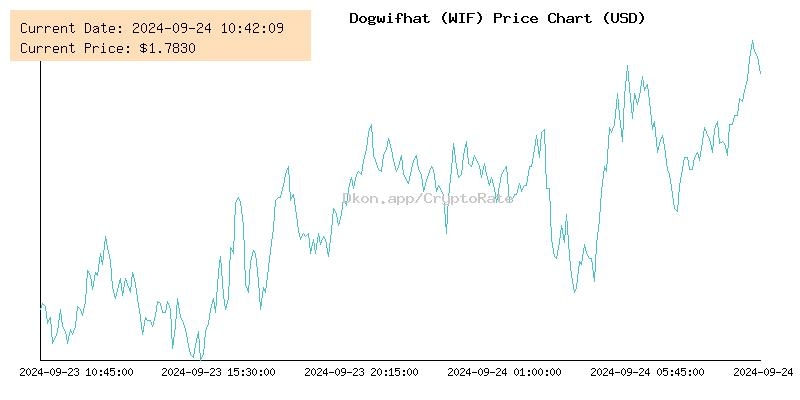 Dogwifhat (WIF) Price Chart (USD)
Current Date: 2024-09-24 10:42:09
Current Price: $1.7830
Dkon.app/CryptoRate
2024-09-23 10:45:00 2024-09-23 15:30:00 2024-09-23 20:15:00 2024-09-24 01:00:00 2024-09-24 05:45:00 2024-09-24